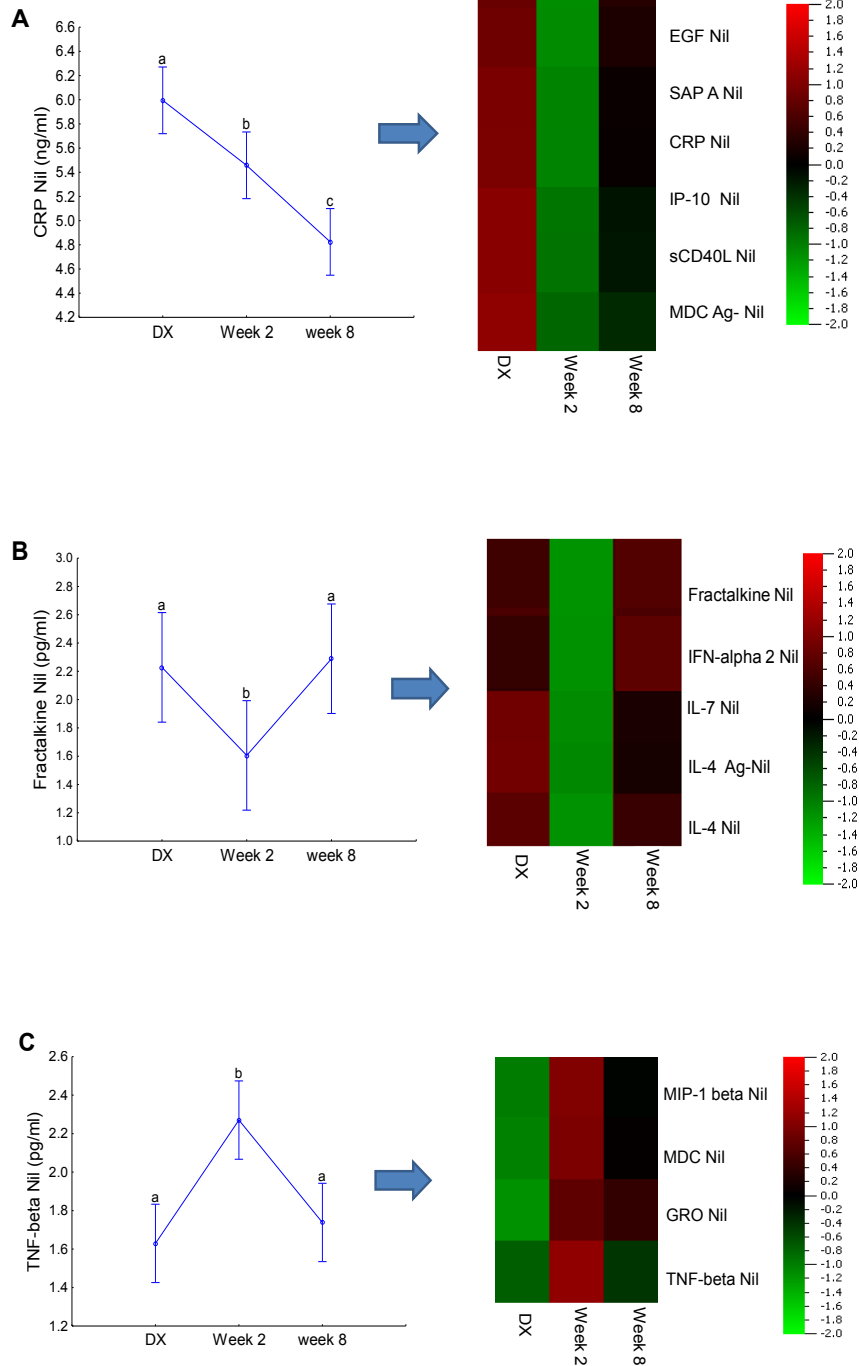 A
CRP Nil (ng/ml)
6.6
6.4
6.2
6.0
5.8
5.6
5.4
5.2
5.0
4.8
4.6
4.4
4.2
a
b
c
DX Week 2 week 8
EGF Nil
SAP A Nil
CRP Nil
IP-10 Nil
sCD40L Nil
MDC Ag- Nil
DX Week 2 Week 8
2.0
1.8
1.6
1.4
1.2
1.0
0.8
0.6
0.4
0.2
0.0
-0.2
-0.4
-0.6
-0.8
-1.0
-1.2
-1.4
-1.6
-1.8
-2.0
B
Fractalkine Nil (pg/ml)
3.0
2.8
2.6
2.4
2.2
2.0
1.8
1.6
1.4
1.2
1.0
a
b
a
DX Week 2 week 8
Fractalkine Nil
IFN-alpha 2 Nil
IL-7 Nil
IL-4 Ag-Nil
IL-4 Nil
DX Week 2 Week 8
2.0
1.8
1.6
1.4
1.2
1.0
0.8
0.6
0.4
0.2
0.0
-0.2
-0.4
-0.6
-0.8
-1.0
-1.2
-1.4
-1.6
-1.8
-2.0
C
TNF-beta Nil (pg/ml)
2.6
2.4
2.2
2.0
1.8
1.6
1.4
1.2
a
b
a
DX Week 2 week 8
MIP-1 beta Nil
MDC Nil
GRO Nil
TNF-beta Nil
DX Week 2 Week 8
2.0
1.8
1.6
1.4
1.2
1.0
0.8
0.6
0.4
0.2
0.0
-0.2
-0.4
-0.6
-0.8
-1.0
-1.2
-1.4
-1.6
-1.8
-2.0